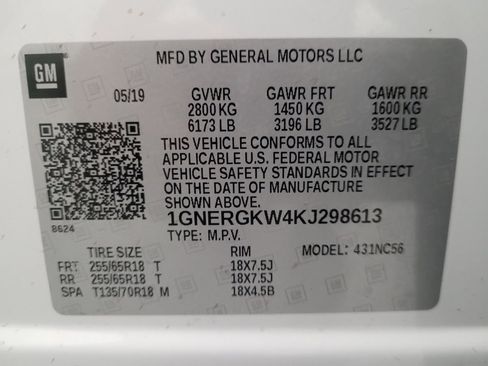 GM
MFD BY GENERAL MOTORS LLC
05/19 GVWR GAWR FRT GAWR RR
2800 KG 1450 KG 1600 KG
6173 LB 3196 LB 3527 LB
THIS VEHICLE CONFORMS TO ALL
APPLICABLE U.S. FEDERAL MOTOR
VEHICLE SAFETY STANDARDS IN EFFECT
ON THE DATE OF MANUFACTURE
SHOWN ABOVE.
1GNERGKW4KJ298613
8624
TYPE: M.P.V. MODEL: 431NC56
TIRE SIZE RIM
FRT 255/65R18 T 18X7.5J
RR 255/65R18 T 18X7.5J
SPA T135/70R18 M 18X4.5B